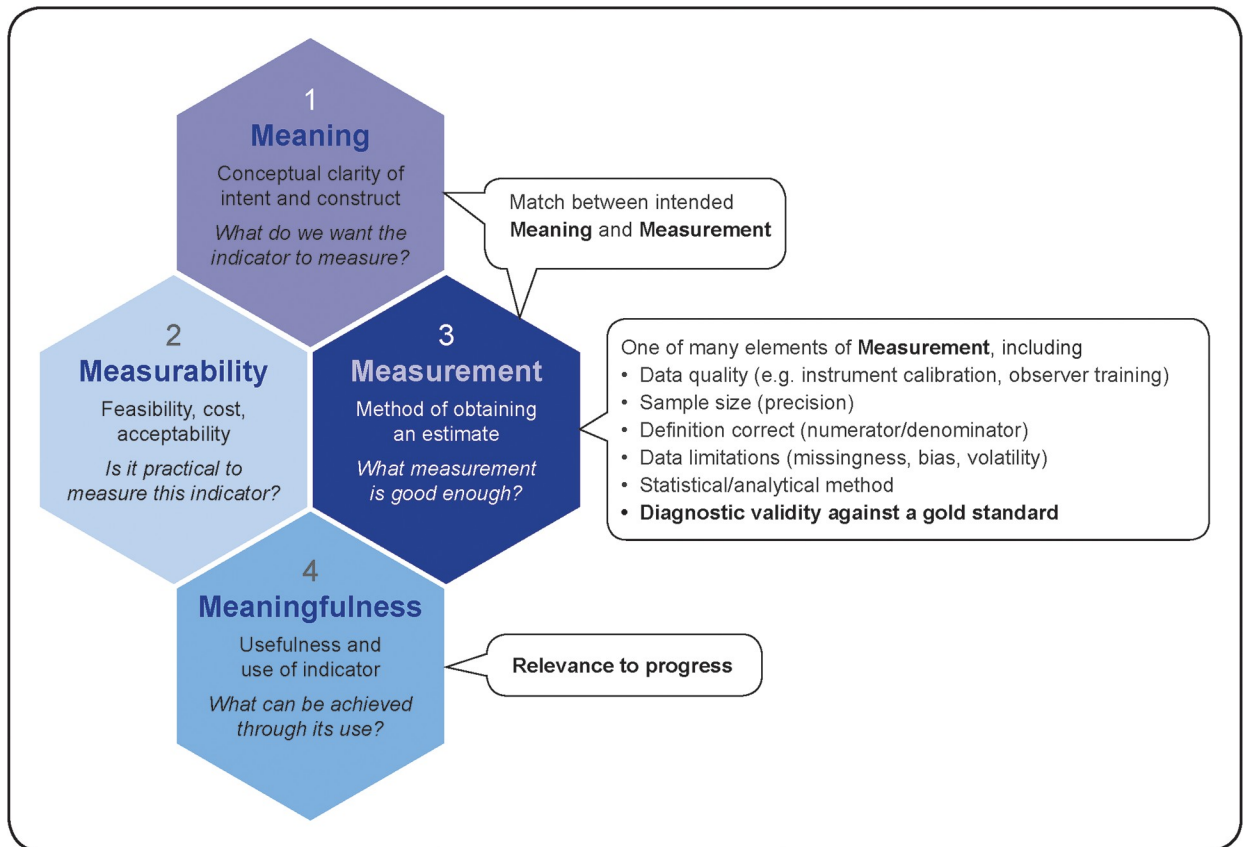 1
Meaning
Conceptual clarity of
intent and construct
What do we want the
indicator to measure?
Match between intended
Meaning and Measurement
2
Measurability
Feasibility, cost,
acceptability
Is it practical to
measure this indicator?
3
Measurement
Method of obtaining
an estimate
What measurement
is good enough?
One of many elements of Measurement, including
• Data quality (e.g. instrument calibration, observer training)
• Sample size (precision)
• Definition correct (numerator/denominator)
• Data limitations (missingness, bias, volatility)
• Statistical/analytical method
• Diagnostic validity against a gold standard
4
Meaningfulness
Usefulness and
use of indicator
What can be achieved
through its use?
Relevance to progress